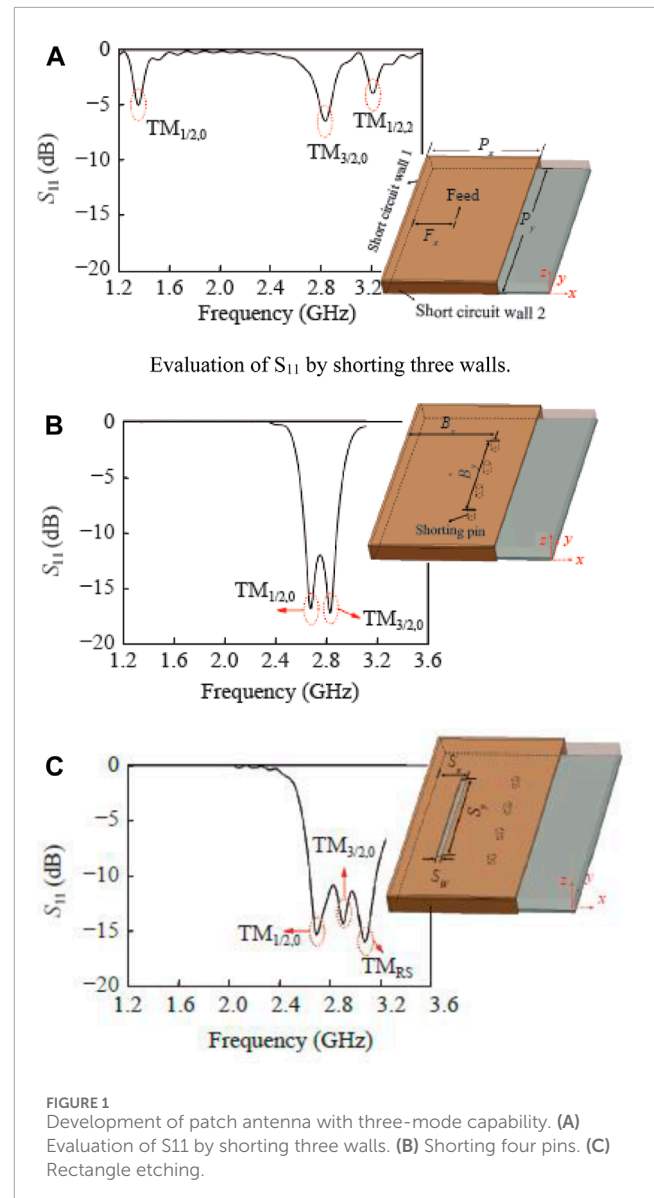 A
S₁₁ (dB)
0
−5
−10
−15
−20
TM₁/₂,₀
TM₃/₂,₀
TM₁/₂,₂
1.2 1.6 2.0 2.4 2.8 3.2
Frequency (GHz)
Short circuit wall 1
Pₓ
Feed
Fₓ
P_y
Short circuit wall 2
z
y
x
Evaluation of S₁₁ by shorting three walls.
B
S₁₁ (dB)
0
−5
−10
−15
−20
TM₁/₂,₀
TM₃/₂,₀
1.2 1.6 2.0 2.4 2.8 3.2 3.6
Frequency (GHz)
Bₓ
B_y
Shorting pin
z
y
x
C
S₁₁ (dB)
0
−5
−10
−15
−20
TM₃/₂,₀
TM₁/₂,₀
TM_RS
1.2 1.6 2.0 2.4 2.8 3.2 3.6
Frequency (GHz)
Sₓ
S_y
S_W
z
y
x
FIGURE 1
Development of patch antenna with three-mode capability. (A)
Evaluation of S11 by shorting three walls. (B) Shorting four pins. (C)
Rectangle etching.